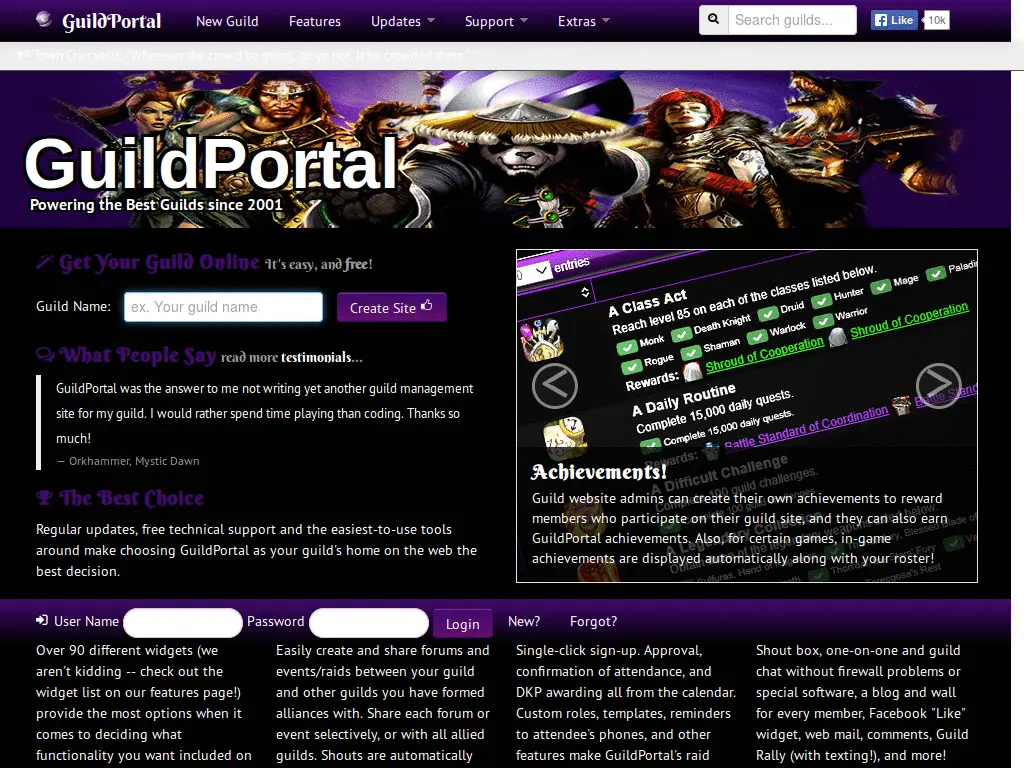 GuildPortal New Guild Features Updates Support Extras Search guilds... Like 10k
Town Crier yells, "Wherever the crowd be going, go ye not. It be crowded there."
GuildPortal
Powering the Best Guilds since 2001
Get Your Guild Online It's easy, and free!
Guild Name: ex. Your guild name Create Site
What People Say read more testimonials...
GuildPortal was the answer to me not writing yet another guild management
site for my guild. I would rather spend time playing than coding. Thanks so
much!
— Orkhammer, Mystic Dawn
The Best Choice
Regular updates, free technical support and the easiest-to-use tools
around make choosing GuildPortal as your guild's home on the web the
best decision.
entries
A Class Act
Reach level 85 on each of the classes listed below.
Monk Death Knight Druid Hunter Mage
Rogue Shaman Warlock Warrior
Rewards: Shroud of Cooperation Shroud of Cooperation
A Daily Routine
Complete 15,000 daily quests.
Complete 15,000 daily quests.
Rewards: Battle Standard of Coordination
A Difficult Challenge
Achievements!
Guild website admins can create their own achievements to reward
members who participate on their guild site, and they can also earn
GuildPortal achievements. Also, for certain games, in-game
achievements are displayed automatically along with your roster!
User Name Password Login New? Forgot?
Over 90 different widgets (we
aren't kidding -- check out the
widget list on our features page!)
provide the most options when it
comes to deciding what
functionality you want included on
Easily create and share forums and
events/raids between your guild
and other guilds you have formed
alliances with. Share each forum or
event selectively, or with all allied
guilds. Shouts are automatically
Single-click sign-up. Approval,
confirmation of attendance, and
DKP awarding all from the calendar.
Custom roles, templates, reminders
to attendee's phones, and other
features make GuildPortal's raid
Shout box, one-on-one and guild
chat without firewall problems or
special software, a blog and wall
for every member, Facebook "Like"
widget, web mail, comments, Guild
Rally (with texting!), and more!